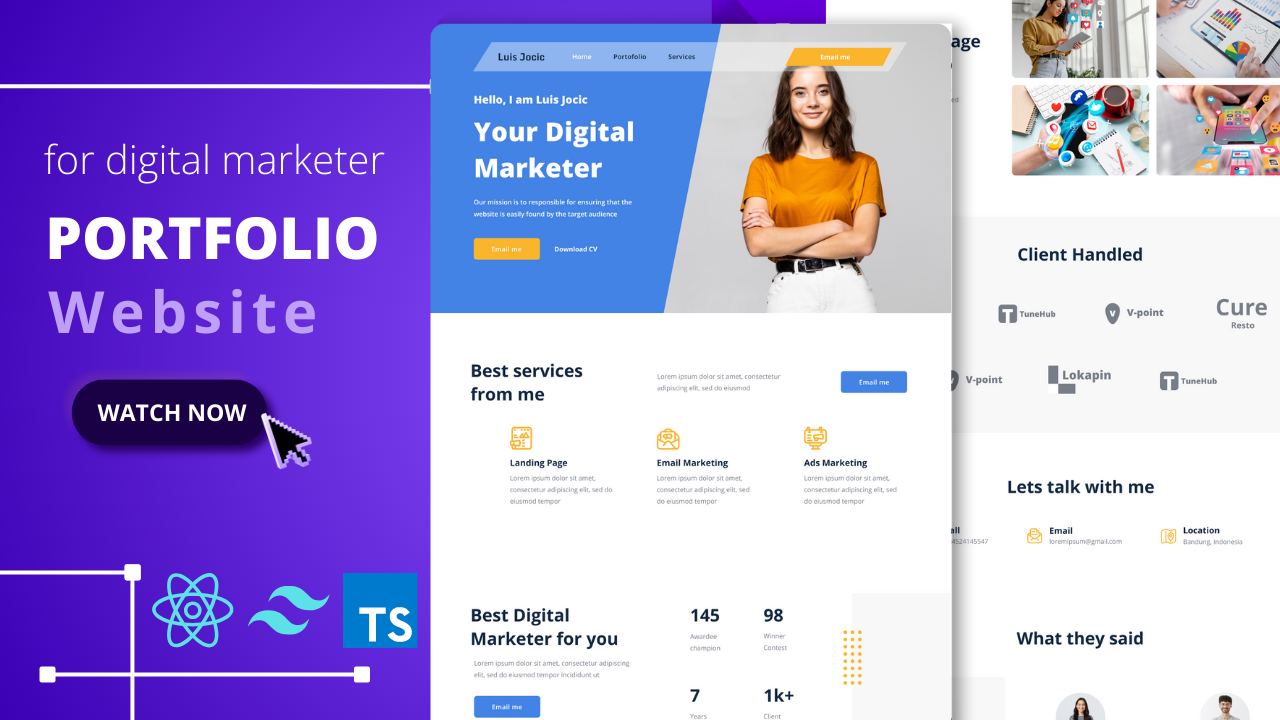 for digital marketer
PORTFOLIO
Website
WATCH NOW
TS
Luis Jocic
Home
Portofolio
Services
Email me
Hello, I am Luis Jocic
Your Digital
Marketer
Our mission is to responsible for ensuring that the
website is easily found by the target audience
Email me
Download CV
Best services
from me
Lorem ipsum dolor sit amet, consectetur
adipiscing elit, sed do eiusmod
Email me
Landing Page
Lorem ipsum dolor sit amet,
consectetur adipiscing elit, sed do
eiusmod tempor
Email Marketing
Lorem ipsum dolor sit amet,
consectetur adipiscing elit, sed
do eiusmod tempor
Ads Marketing
Lorem ipsum dolor sit amet,
consectetur adipiscing elit, sed
do eiusmod tempor
Best Digital
Marketer for you
Lorem ipsum dolor sit amet, consectetur adipiscing
elit, sed do eiusmod tempor incididunt ut
Email me
145
Awardee
champion
98
Winner
Contest
7
Years
1k+
Client
age
ed
Client Handled
TuneHub
V-point
Cure
Resto
V-point
Lokapin
TuneHub
Lets talk with me
all
4524145547
Email
loremipsum@gmail.com
Location
Bandung, Indonesia
What they said